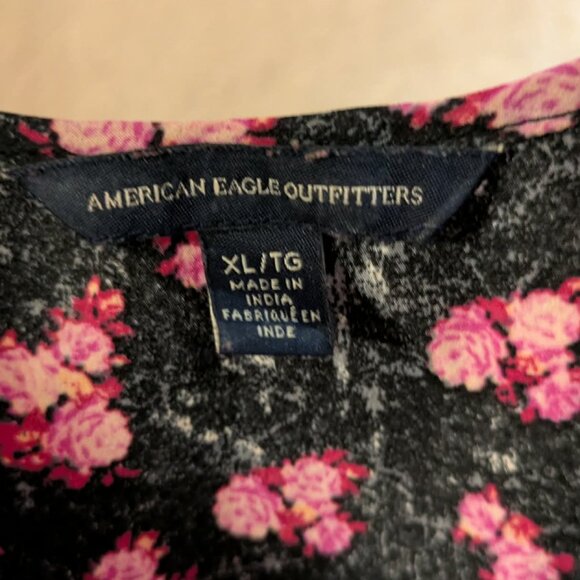 AMERICAN EAGLE OUTFITTERS
XL/TG
MADE IN
INDIA
FABRIQUÉ EN
INDE